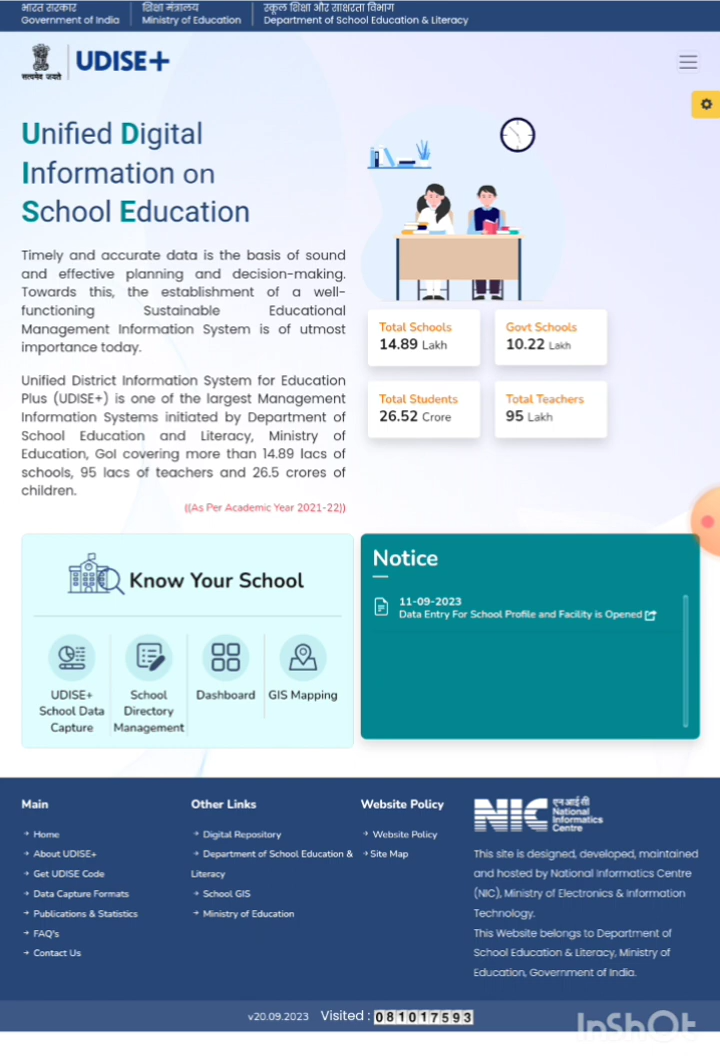 भारत सरकार
Government of India
शिक्षा मंत्रालय
Ministry of Education
स्कूल शिक्षा और साक्षरता विभाग
Department of School Education & Literacy
सत्यमेव जयते
UDISE+
Unified Digital
Information on
School Education
Timely and accurate data is the basis of sound
and effective planning and decision-making.
Towards this, the establishment of a well-
functioning Sustainable Educational
Management Information System is of utmost
importance today.
Unified District Information System for Education
Plus (UDISE+) is one of the largest Management
Information Systems initiated by Department of
School Education and Literacy, Ministry of
Education, GoI covering more than 14.89 lacs of
schools, 95 lacs of teachers and 26.5 crores of
children.
((As Per Academic Year 2021-22))
Total Schools
14.89 Lakh
Govt Schools
10.22 Lakh
Total Students
26.52 Crore
Total Teachers
95 Lakh
Know Your School
UDISE+
School Data
Capture
School
Directory
Management
Dashboard
GIS Mapping
Notice
11-09-2023
Data Entry For School Profile and Facility is Opened
Main
Home
About UDISE+
Get UDISE Code
Data Capture Formats
Publications & Statistics
FAQ's
Contact Us
Other Links
Digital Repository
Department of School Education &
Literacy
School GIS
Ministry of Education
Website Policy
Website Policy
Site Map
NIC
एन आई सी
National
Informatics
Centre
This site is designed, developed, maintained
and hosted by National Informatics Centre
(NIC), Ministry of Electronics & Information
Technology.
This Website belongs to Department of
School Education & Literacy, Ministry of
Education, Government of India.
v20.09.2023 Visited : 081017593
InShOt